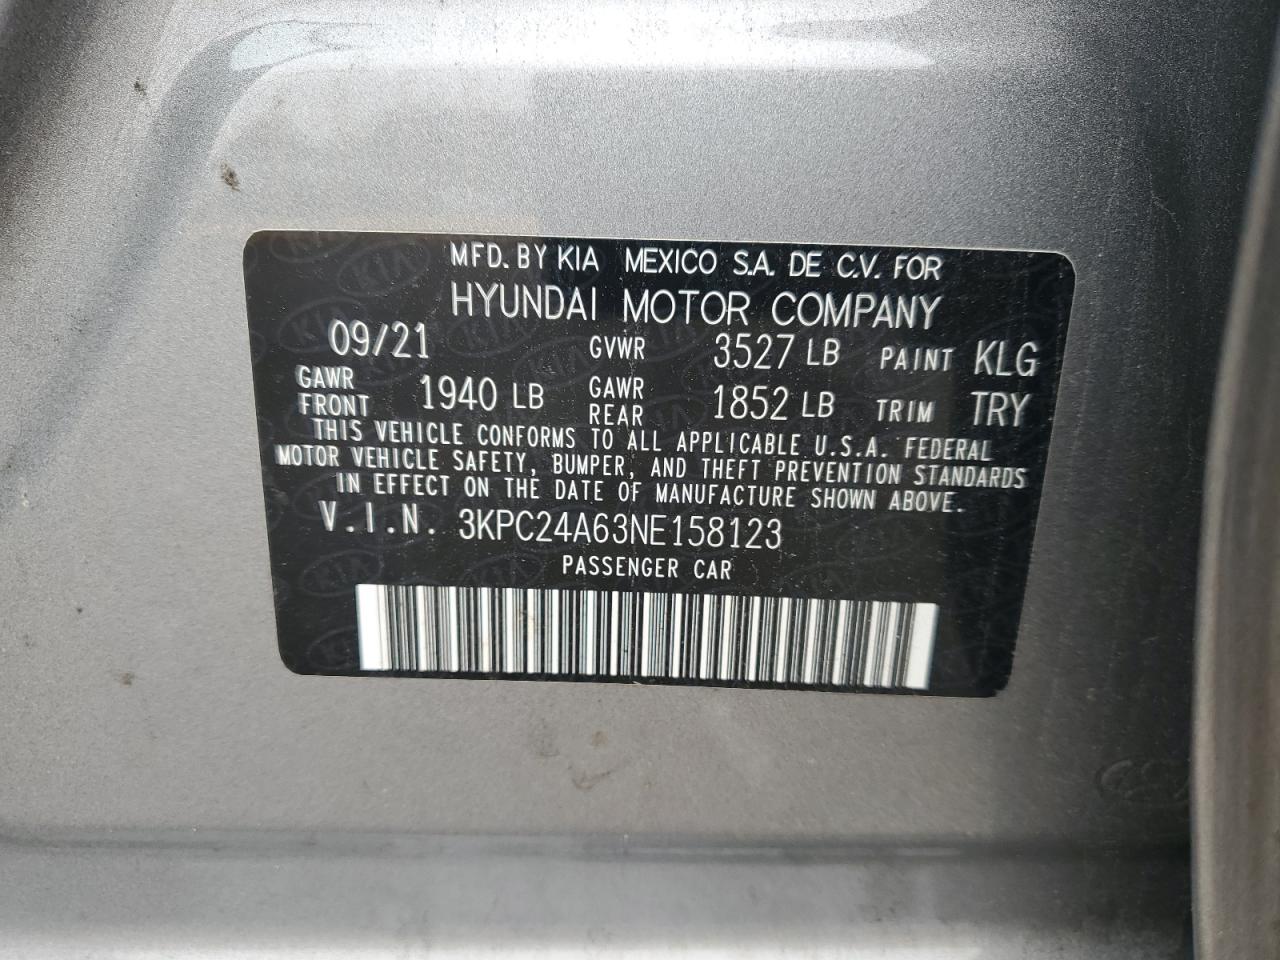 MFD. BY KIA MEXICO S.A. DE C.V. FOR
HYUNDAI MOTOR COMPANY
09/21 GVWR 3527 LB PAINT KLG
GAWR FRONT 1940 LB GAWR REAR 1852 LB TRIM TRY
THIS VEHICLE CONFORMS TO ALL APPLICABLE U.S.A. FEDERAL
MOTOR VEHICLE SAFETY, BUMPER, AND THEFT PREVENTION STANDARDS
IN EFFECT ON THE DATE OF MANUFACTURE SHOWN ABOVE.
V.I.N. 3KPC24A63NE158123
PASSENGER CAR